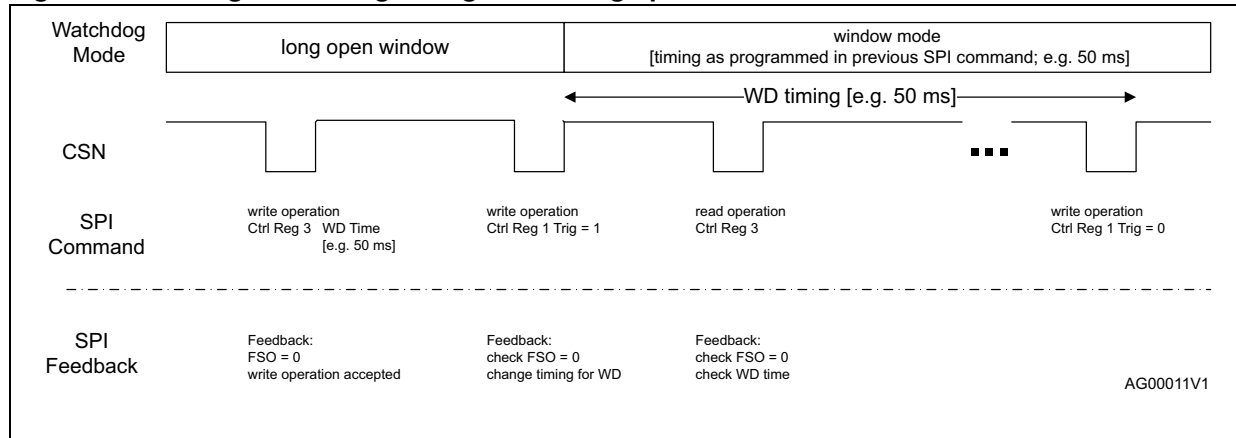 Watchdog
Mode
long open window
window mode
[timing as programmed in previous SPI command; e.g. 50 ms]
WD timing [e.g. 50 ms]
CSN
SPI
Command
write operation
Ctrl Reg 3 WD Time
[e.g. 50 ms]
write operation
Ctrl Reg 1 Trig = 1
read operation
Ctrl Reg 3
write operation
Ctrl Reg 1 Trig = 0
SPI
Feedback
Feedback:
FSO = 0
write operation accepted
Feedback:
check FSO = 0
change timing for WD
Feedback:
check FSO = 0
check WD time
AG00011V1